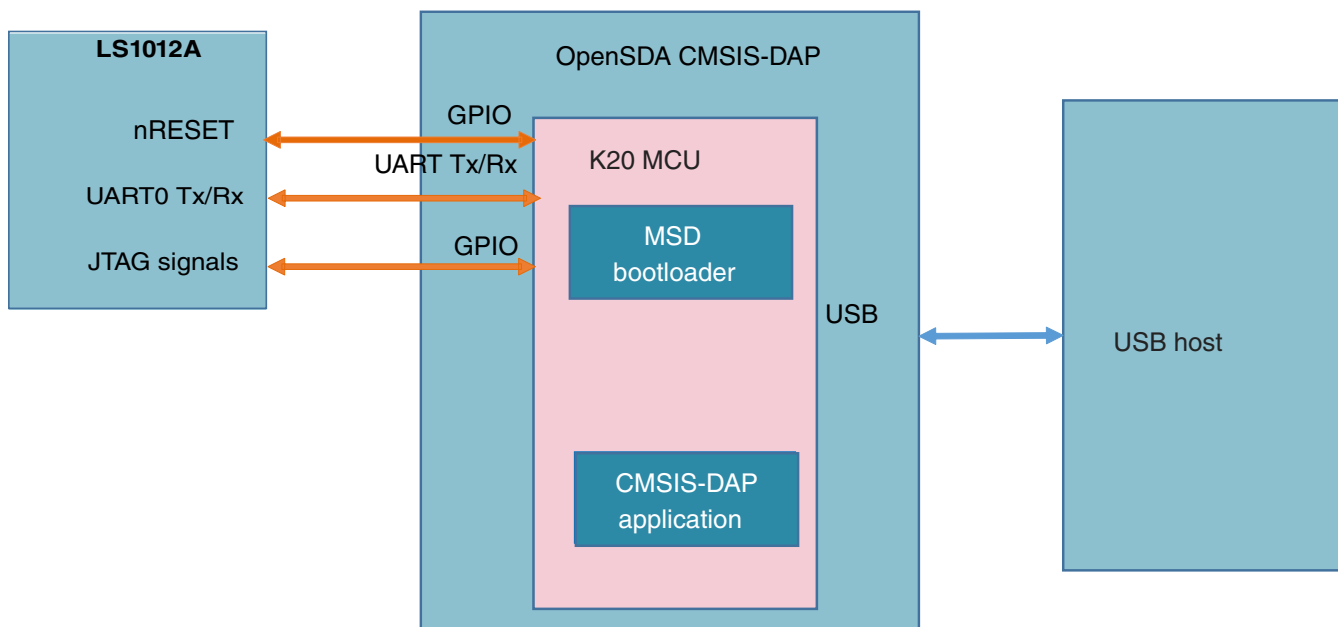 LS1012A
nRESET
UART0 Tx/Rx
JTAG signals
OpenSDA CMSIS-DAP
GPIO
UART Tx/Rx
GPIO
K20 MCU
MSD
bootloader
CMSIS-DAP
application
USB
USB host